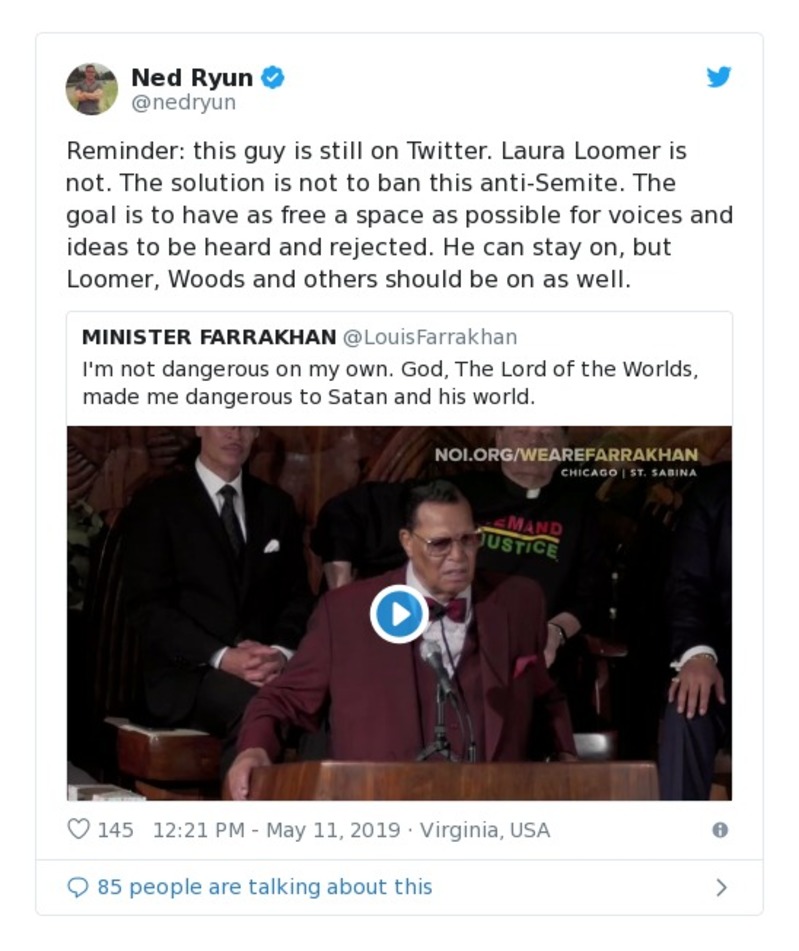 Ned Ryun
@nedryun
Reminder: this guy is still on Twitter. Laura Loomer is
not. The solution is not to ban this anti-Semite. The
goal is to have as free a space as possible for voices and
ideas to be heard and rejected. He can stay on, but
Loomer, Woods and others should be on as well.
MINISTER FARRAKHAN @LouisFarrakhan
I'm not dangerous on my own. God, The Lord of the Worlds,
made me dangerous to Satan and his world.
NOI.ORG/WEAREFARRAKHAN
CHICAGO | ST. SABINA
EMAND
JUSTICE
145 12:21 PM - May 11, 2019 · Virginia, USA
85 people are talking about this